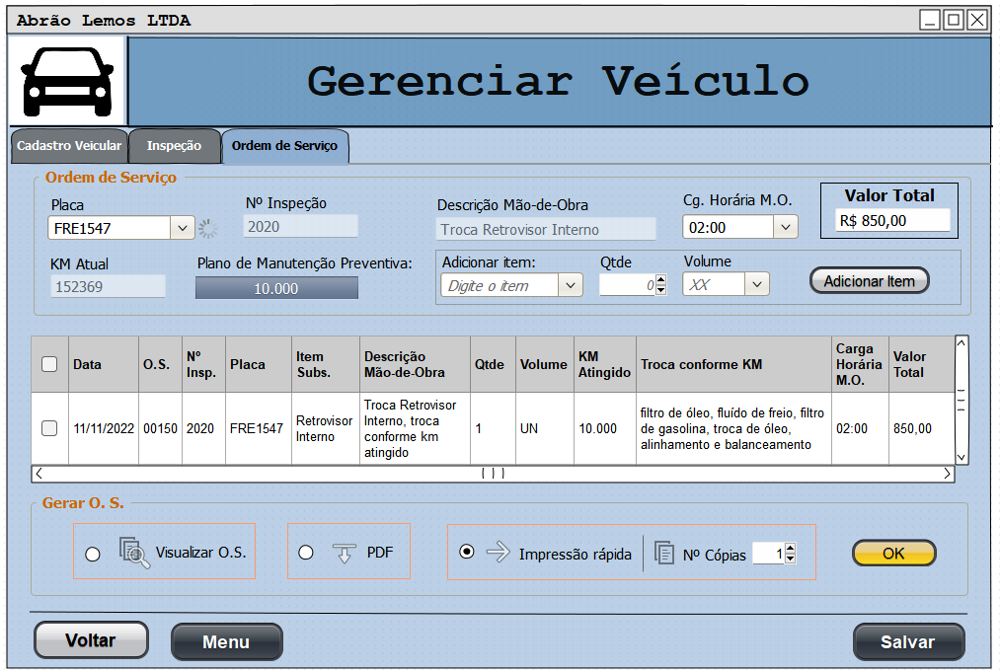 Abrão Lemos LTDA
Gerenciar Veículo
Cadastro Veicular
Inspeção
Ordem de Serviço
Ordem de Serviço
Placa
Nº Inspeção
Descrição Mão-de-Obra
Cg. Horária M.O.
Valor Total
FRE1547
2020
Troca Retrovisor Interno
02:00
R$ 850,00
KM Atual
Plano de Manutenção Preventiva:
Adicionar item:
Qtde
Volume
152369
10.000
Digite o item
0
XX
Adicionar Item
Data
O.S.
Nº
Insp.
Placa
Item
Subs.
Descrição
Mão-de-Obra
Qtde
Volume
KM
Atingido
Troca conforme KM
Carga
Horária
M.O.
Valor
Total
11/11/2022
00150
2020
FRE1547
Retrovisor
Interno
Troca Retrovisor
Interno, troca
conforme km
atingido
1
UN
10.000
filtro de óleo, fluído de freio, filtro
de gasolina, troca de óleo,
alinhamento e balanceamento
02:00
850,00
Gerar O. S.
Visualizar O.S.
PDF
Impressão rápida
Nº Cópias
1
OK
Voltar
Menu
Salvar